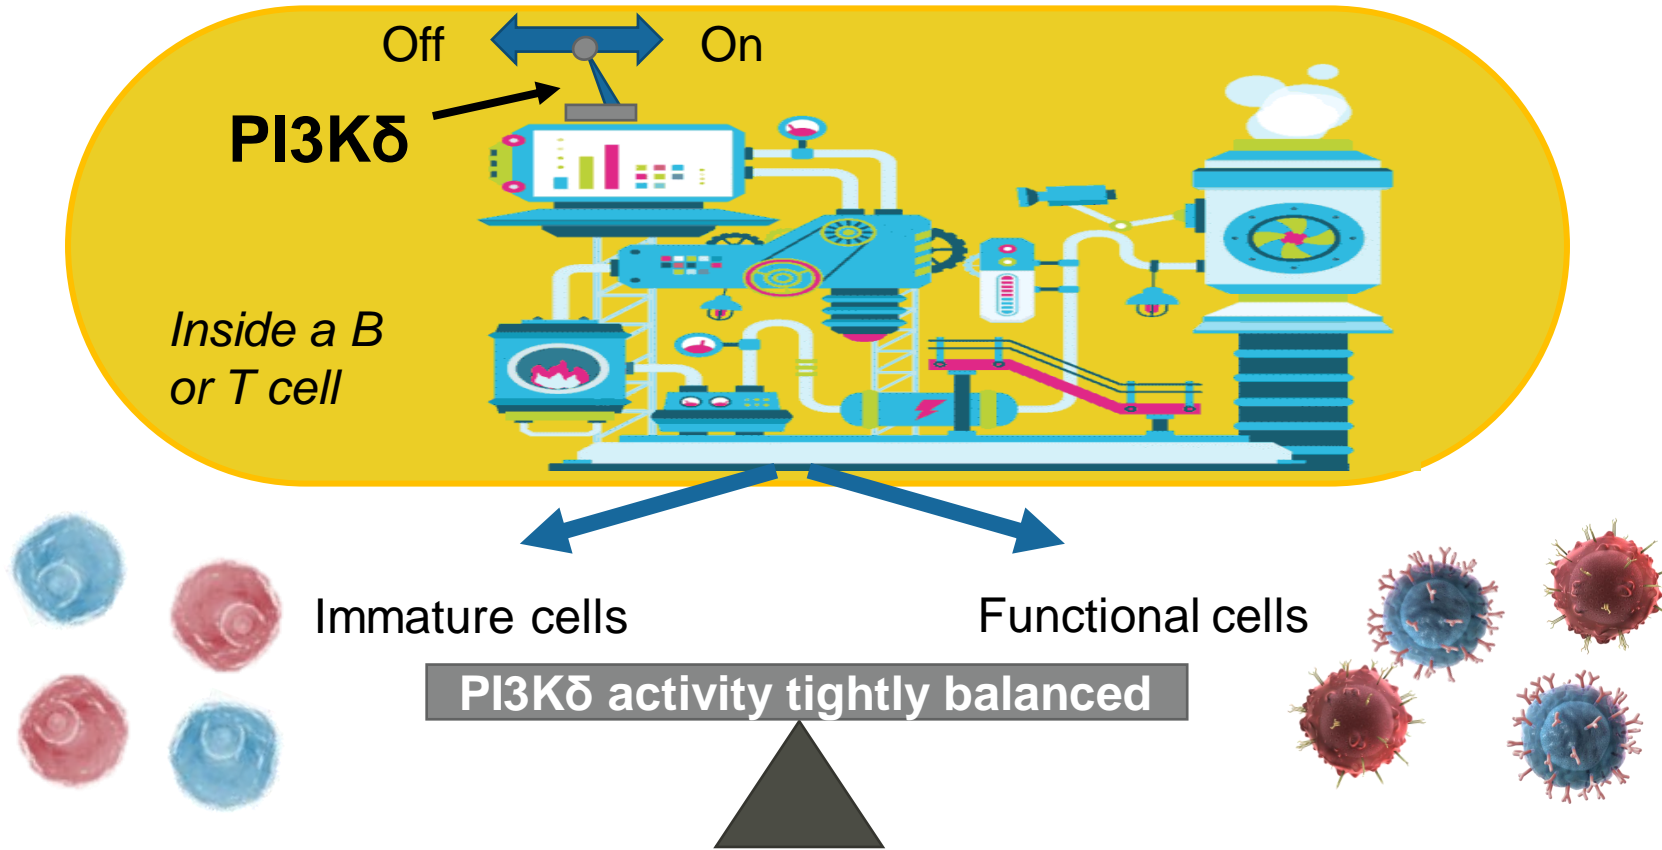 Off
On
PI3Kδ
Inside a B
or T cell
Immature cells
Functional cells
PI3Kδ activity tightly balanced